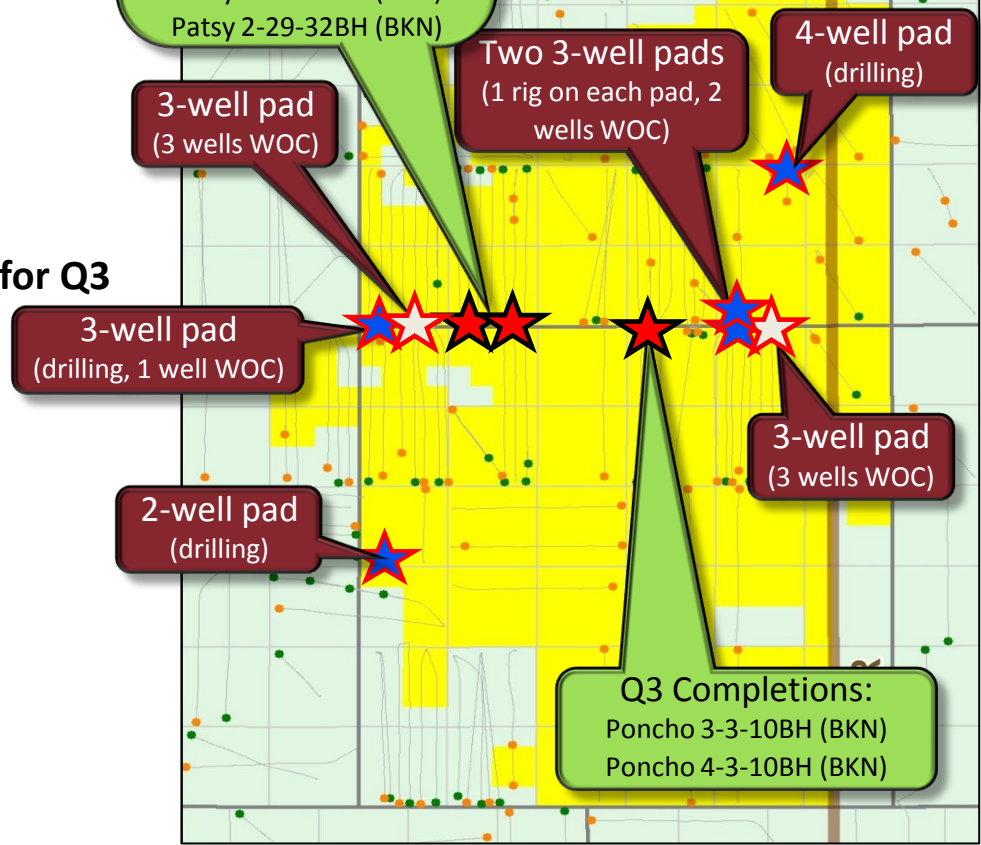 Patsy 2-29-32BH (BKN)
Two 3-well pads
(1 rig on each pad, 2
wells WOC)
4-well pad
(drilling)
3-well pad
(3 wells WOC)
for Q3
3-well pad
(drilling, 1 well WOC)
3-well pad
(3 wells WOC)
2-well pad
(drilling)
Q3 Completions:
Poncho 3-3-10BH (BKN)
Poncho 4-3-10BH (BKN)